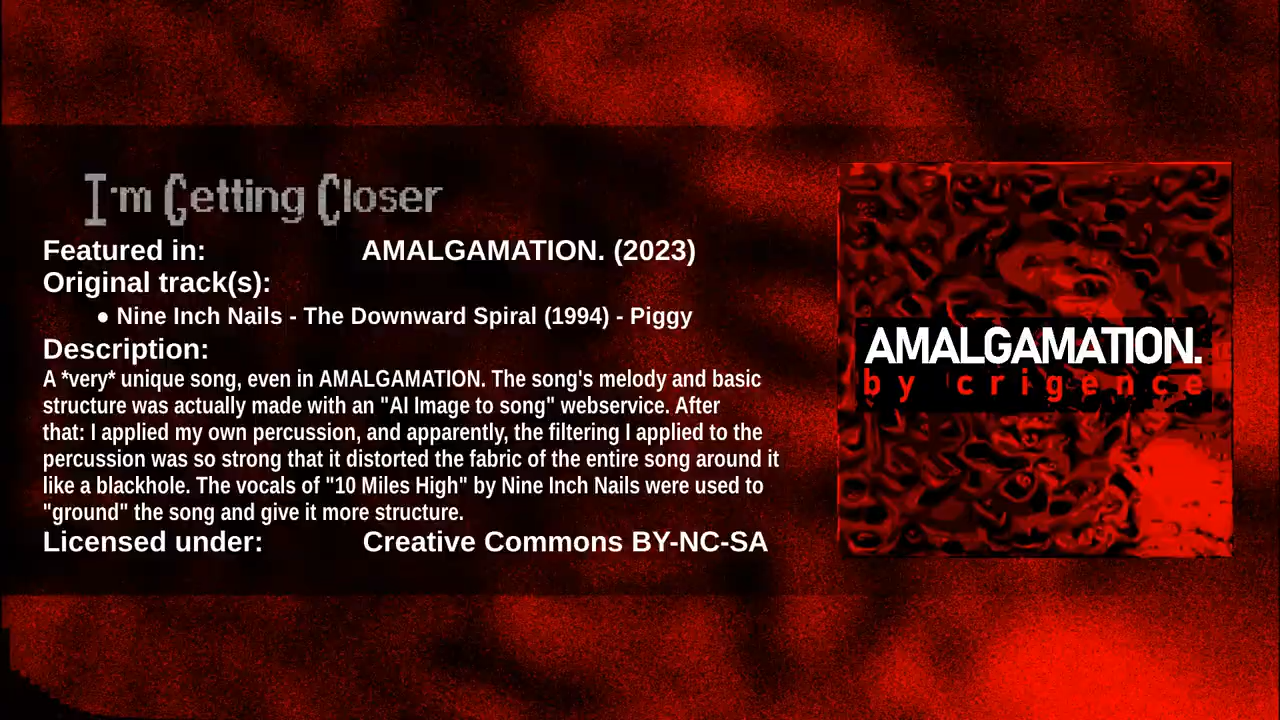 I'm Getting Closer
Featured in: AMALGAMATION. (2023)
Original track(s):
● Nine Inch Nails - The Downward Spiral (1994) - Piggy
Description:
A *very* unique song, even in AMALGAMATION. The song's melody and basic
structure was actually made with an "AI Image to song" webservice. After
that: I applied my own percussion, and apparently, the filtering I applied to the
percussion was so strong that it distorted the fabric of the entire song around it
like a blackhole. The vocals of "10 Miles High" by Nine Inch Nails were used to
"ground" the song and give it more structure.
Licensed under: Creative Commons BY-NC-SA
AMALGAMATION.
by crigence